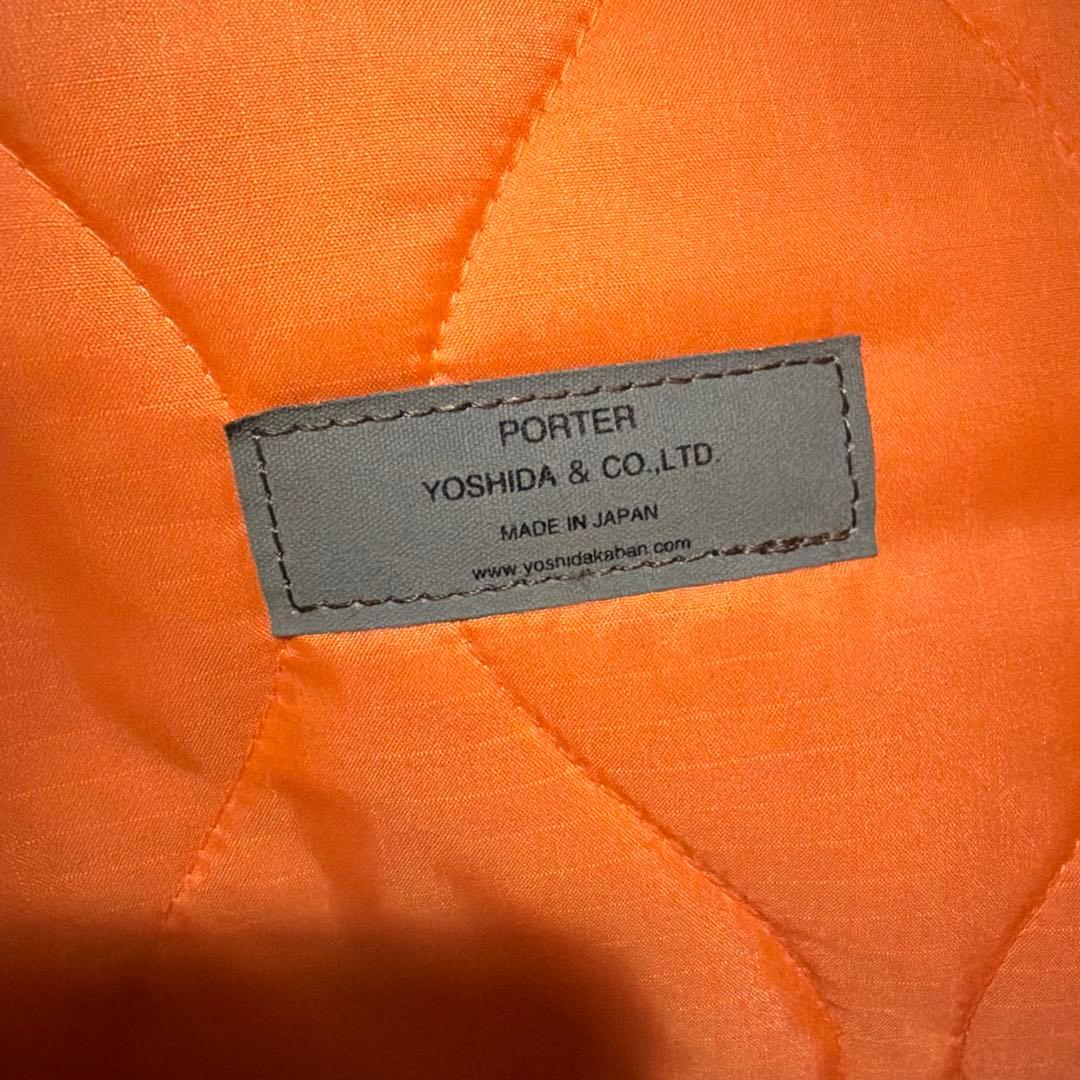 PORTER
YOSHIDA & CO.,LTD.
MADE IN JAPAN
www.yoshidakaban.com